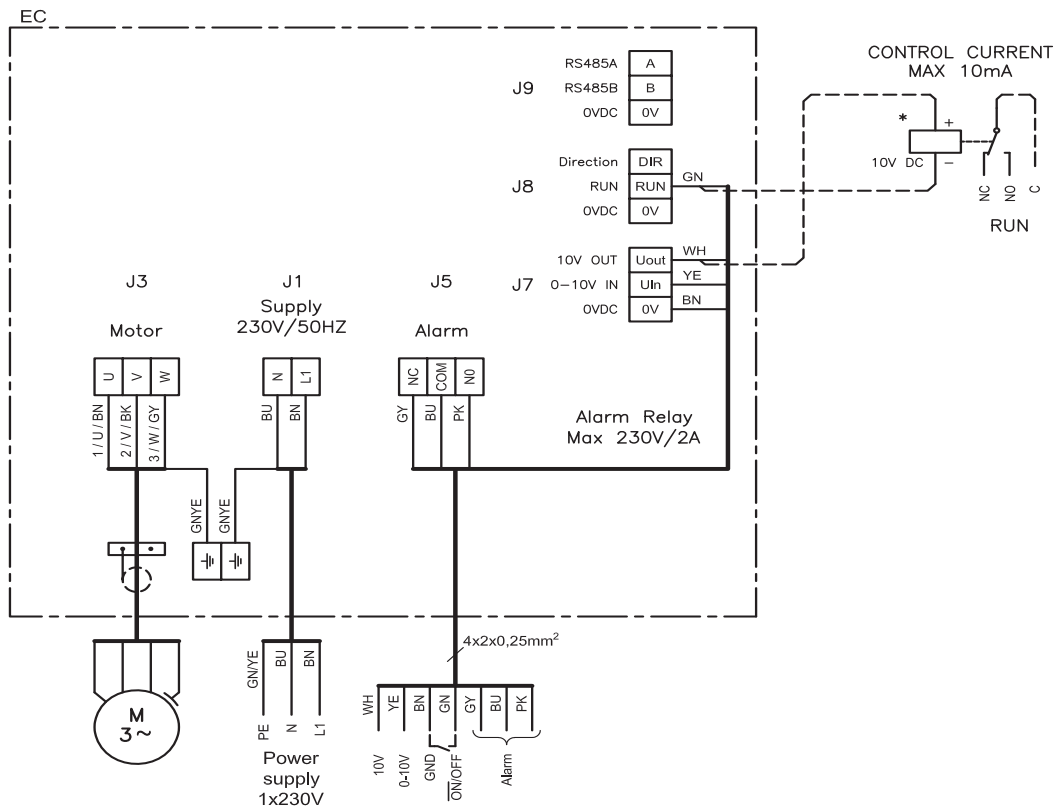 EC
J9
RS485A A
RS485B B
0VDC 0V
CONTROL CURRENT
MAX 10mA
*
+
10V DC
−
NC
NO
C
RUN
J8
Direction DIR
RUN RUN GN
0VDC 0V
J7
10V OUT Uout WH
0−10V IN UIn YE
0VDC 0V BN
J3
Motor
U
V
W
1/U/BN
2/V/BK
3/W/GY
GNYE
GNYE
J1
Supply
230V/50HZ
N
L1
BU
BN
J5
Alarm
NC
COM
N0
GY
BU
PK
Alarm Relay
Max 230V/2A
M
3~
GN/YE
BU
BN
PE
N
L1
Power
supply
1x230V
4x2x0,25mm²
WH
YE
BN
GN
GY
BU
PK
10V
0-10V
GND
ON/OFF
Alarm